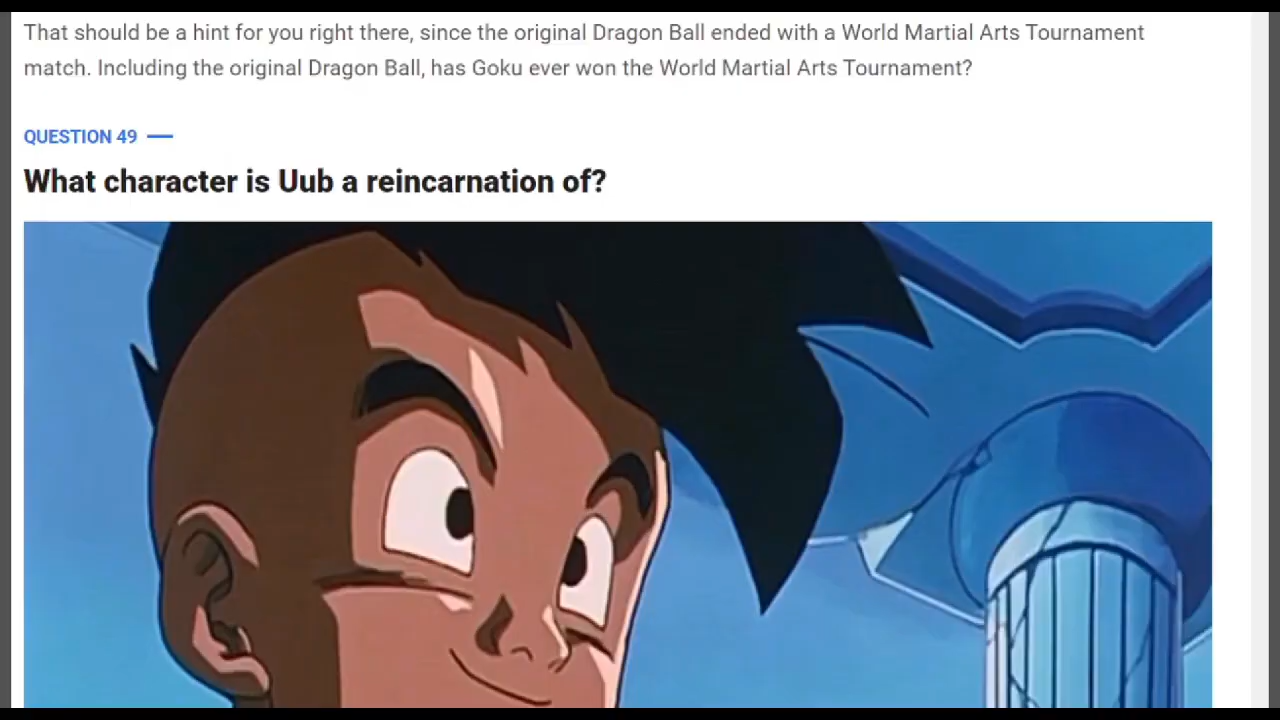 That should be a hint for you right there, since the original Dragon Ball ended with a World Martial Arts Tournament
match. Including the original Dragon Ball, has Goku ever won the World Martial Arts Tournament?
QUESTION 49
What character is Uub a reincarnation of?